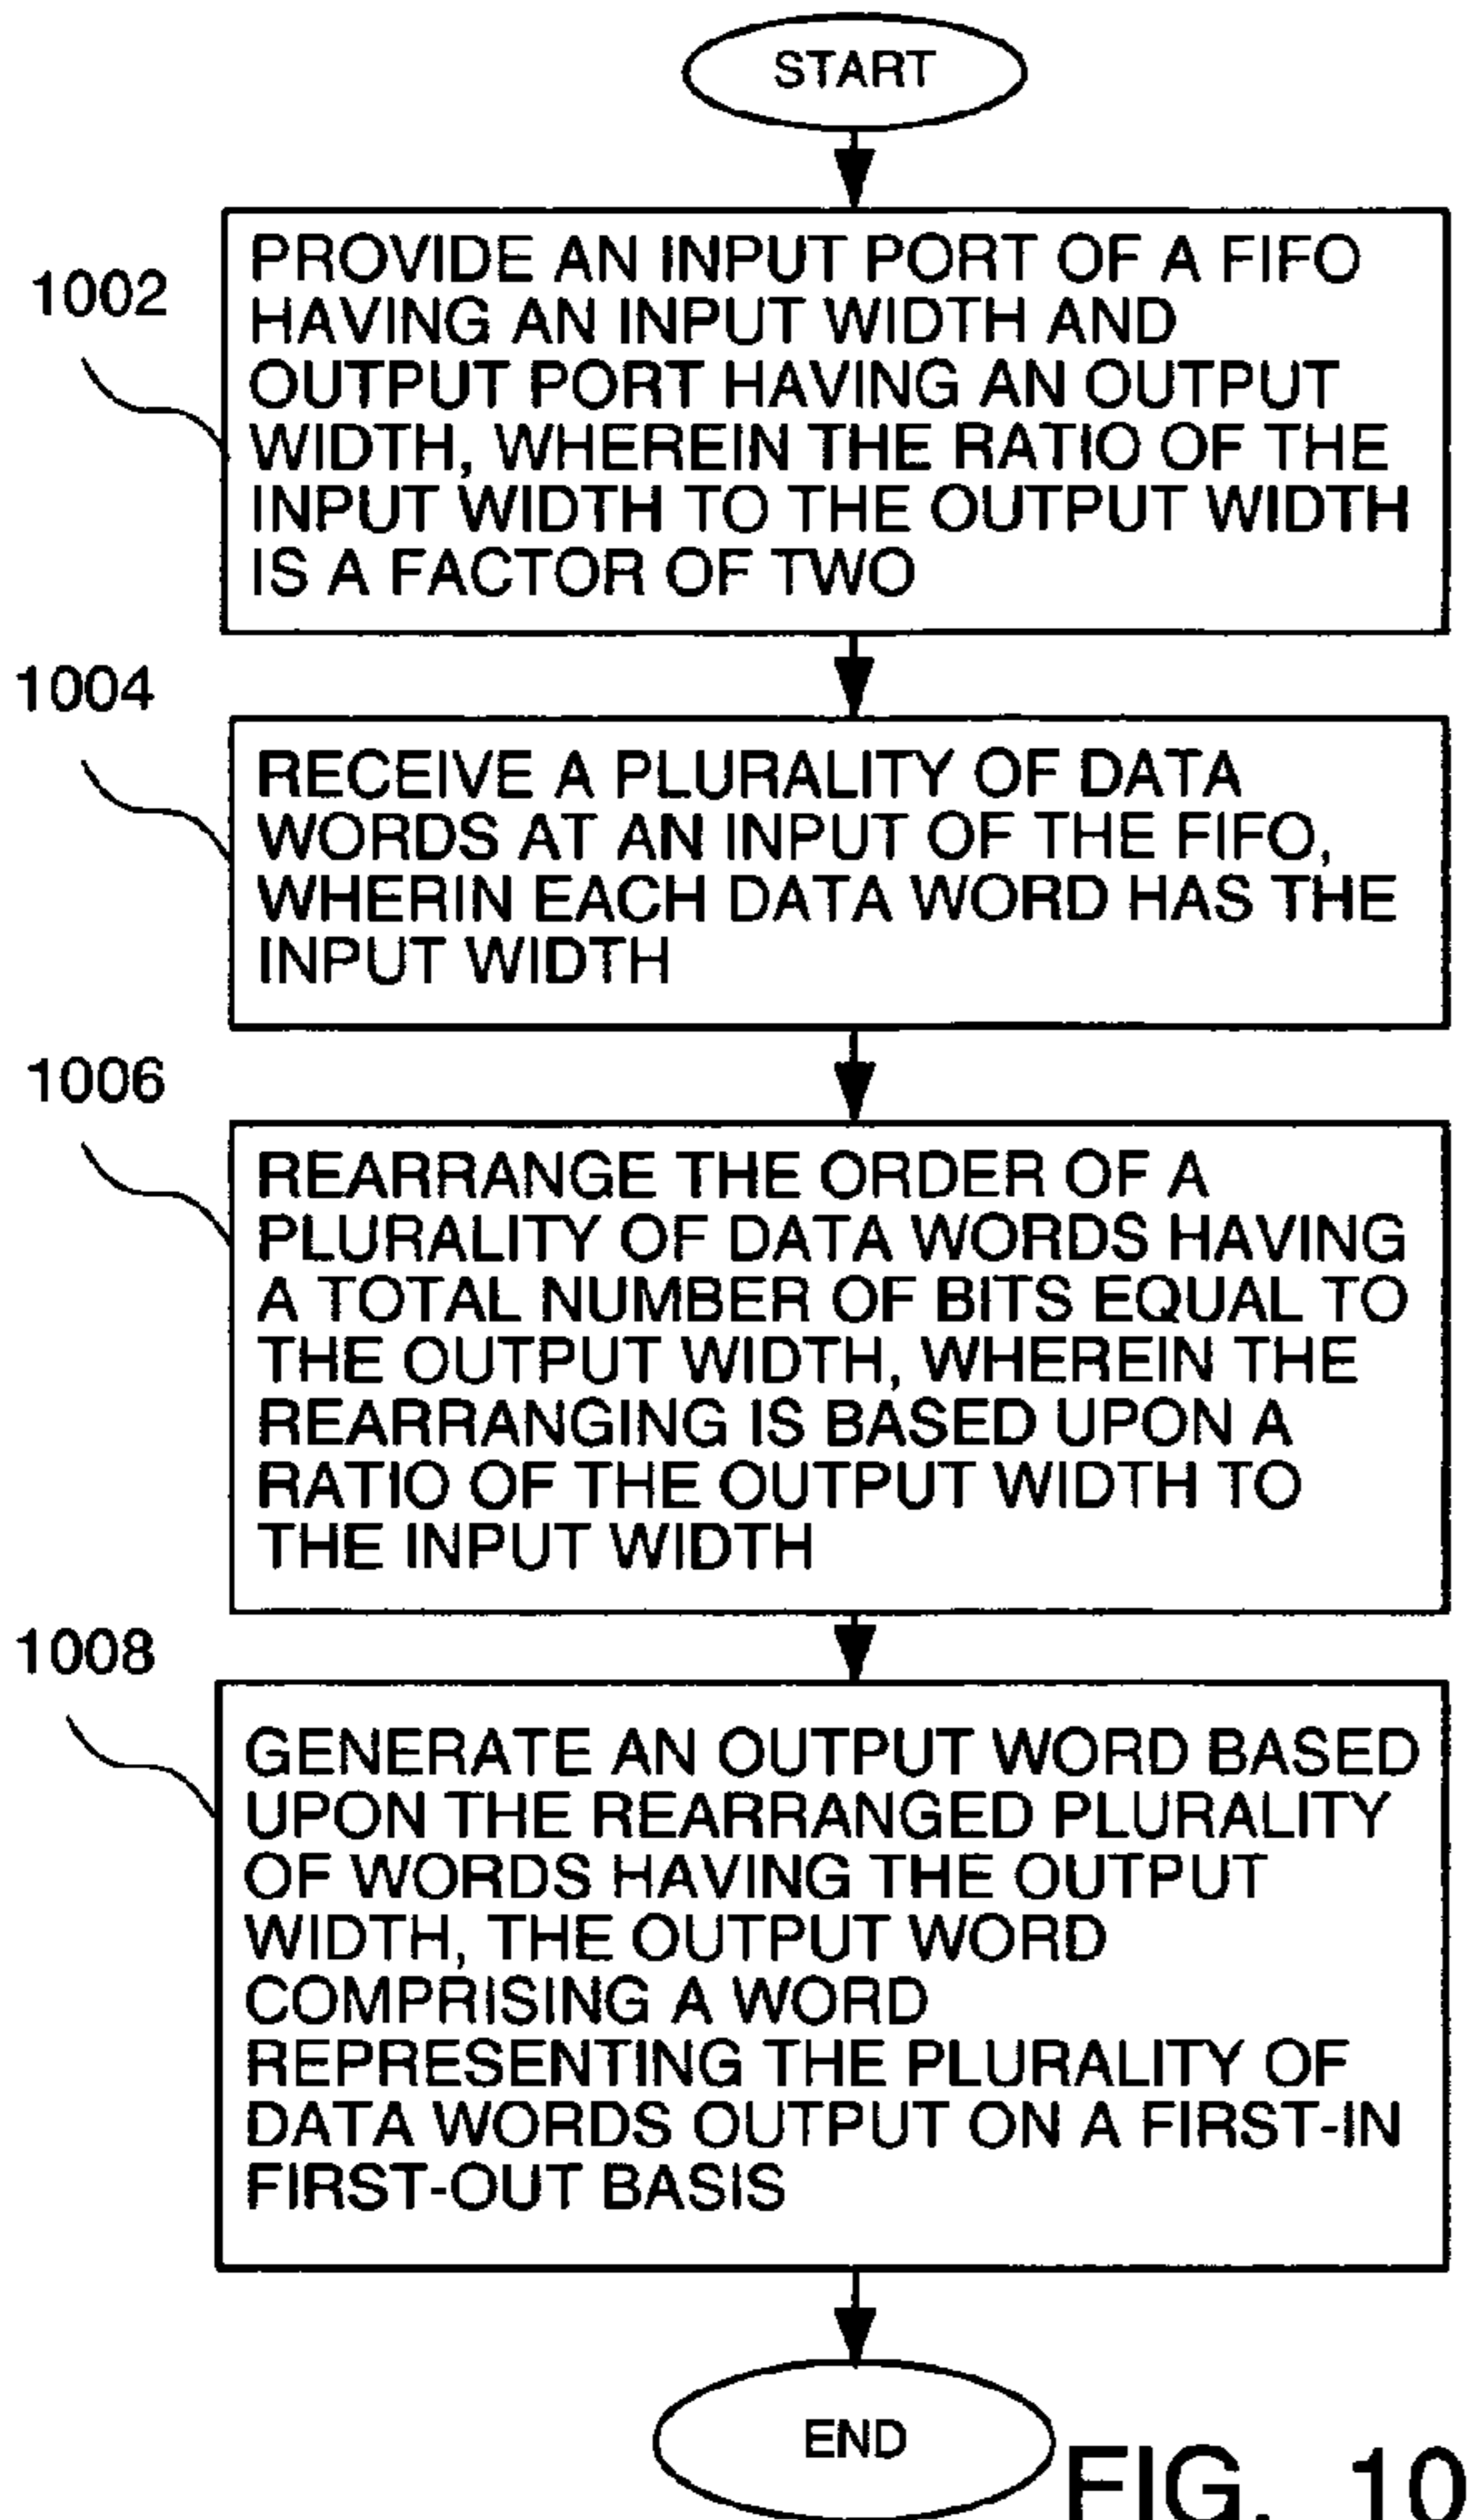 START
1002
PROVIDE AN INPUT PORT OF A FIFO
HAVING AN INPUT WIDTH AND
OUTPUT PORT HAVING AN OUTPUT
WIDTH, WHEREIN THE RATIO OF THE
INPUT WIDTH TO THE OUTPUT WIDTH
IS A FACTOR OF TWO
1004
RECEIVE A PLURALITY OF DATA
WORDS AT AN INPUT OF THE FIFO,
WHERIN EACH DATA WORD HAS THE
INPUT WIDTH
1006
REARRANGE THE ORDER OF A
PLURALITY OF DATA WORDS HAVING
A TOTAL NUMBER OF BITS EQUAL TO
THE OUTPUT WIDTH, WHEREIN THE
REARRANGING IS BASED UPON A
RATIO OF THE OUTPUT WIDTH TO
THE INPUT WIDTH
1008
GENERATE AN OUTPUT WORD BASED
UPON THE REARRANGED PLURALITY
OF WORDS HAVING THE OUTPUT
WIDTH, THE OUTPUT WORD
COMPRISING A WORD
REPRESENTING THE PLURALITY OF
DATA WORDS OUTPUT ON A FIRST-IN
FIRST-OUT BASIS
END
FIG. 10